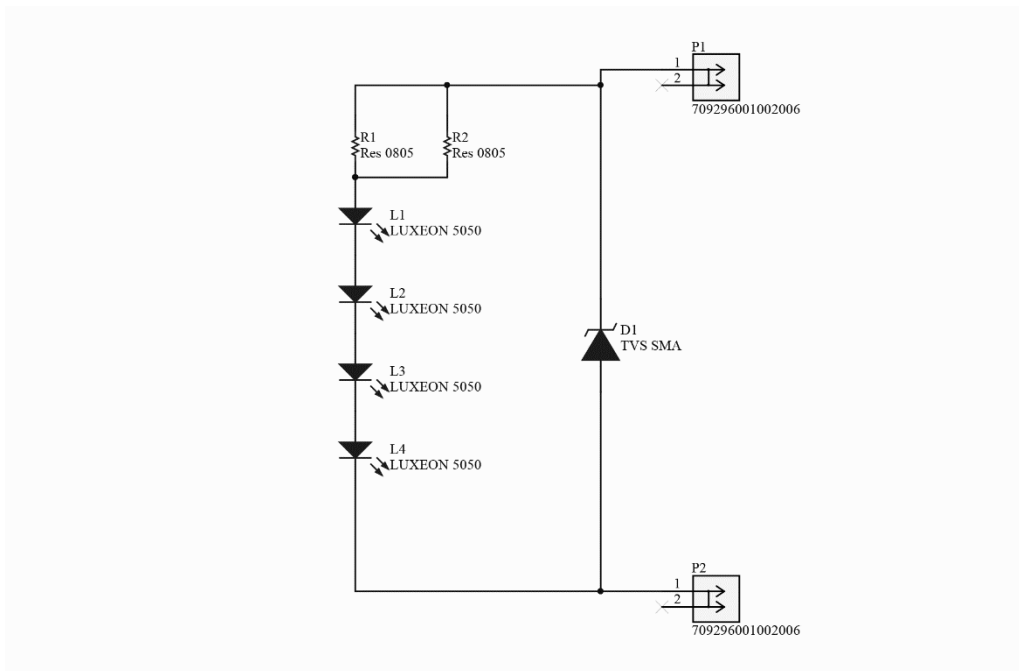 P1
1
2
709296001002006
R1
Res 0805
R2
Res 0805
L1
LUXEON 5050
L2
LUXEON 5050
D1
TVS SMA
L3
LUXEON 5050
L4
LUXEON 5050
P2
1
2
709296001002006